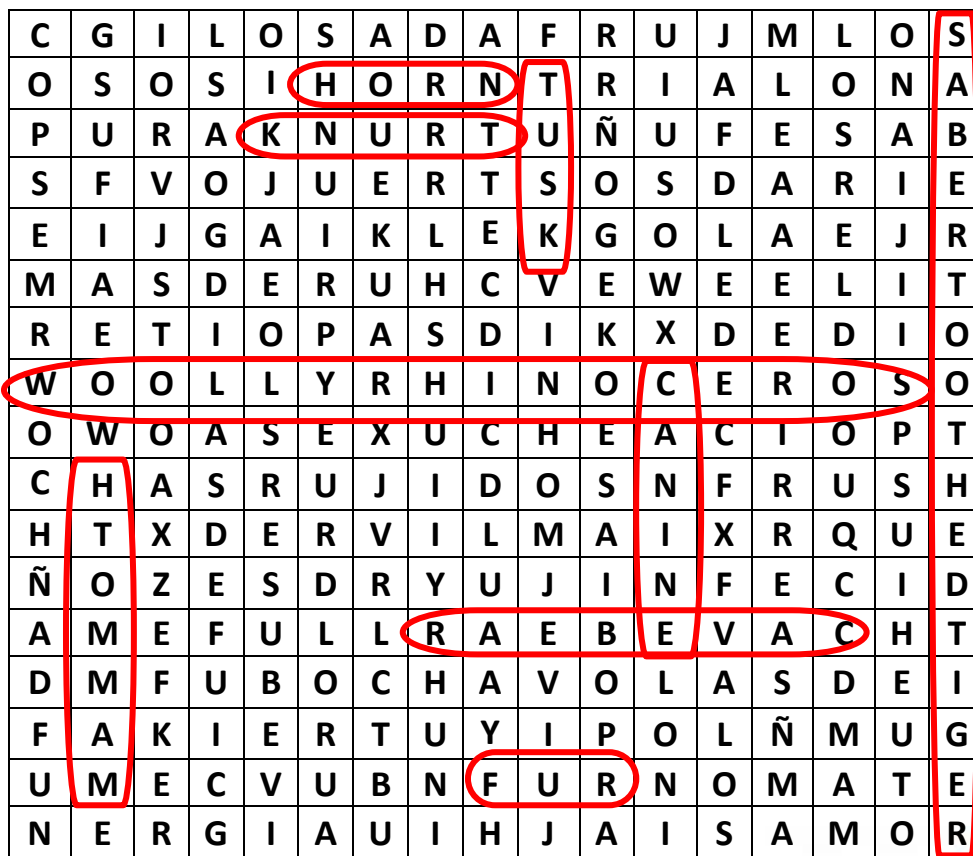 C G I L O S A D A F R U J M L O S
O S O S I H O R N T R I A L O N A
P U R A K N U R T U Ñ U F E S A B
S F V O J U E R T S O S D A R I E
E I J G A I K L E K G O L A E J R
M A S D E R U H C V E W E E L I T
R E T I O P A S D I K X D E D I O
W O O L L Y R H I N O C E R O S O
O W O A S E X U C H E A C I O P T
C H A S R U J I D O S N F R U S H
H T X D E R V I L M A I X R Q U E
Ñ O Z E S D R Y U J I N F E C I D
A M E F U L L R A E B E V A C H T
D M F U B O C H A V O L A S D E I
F A K I E R T U Y I P O L Ñ M U G
U M E C V U B N F U R N O M A T E
N E R G I A U I H J A I S A M O R